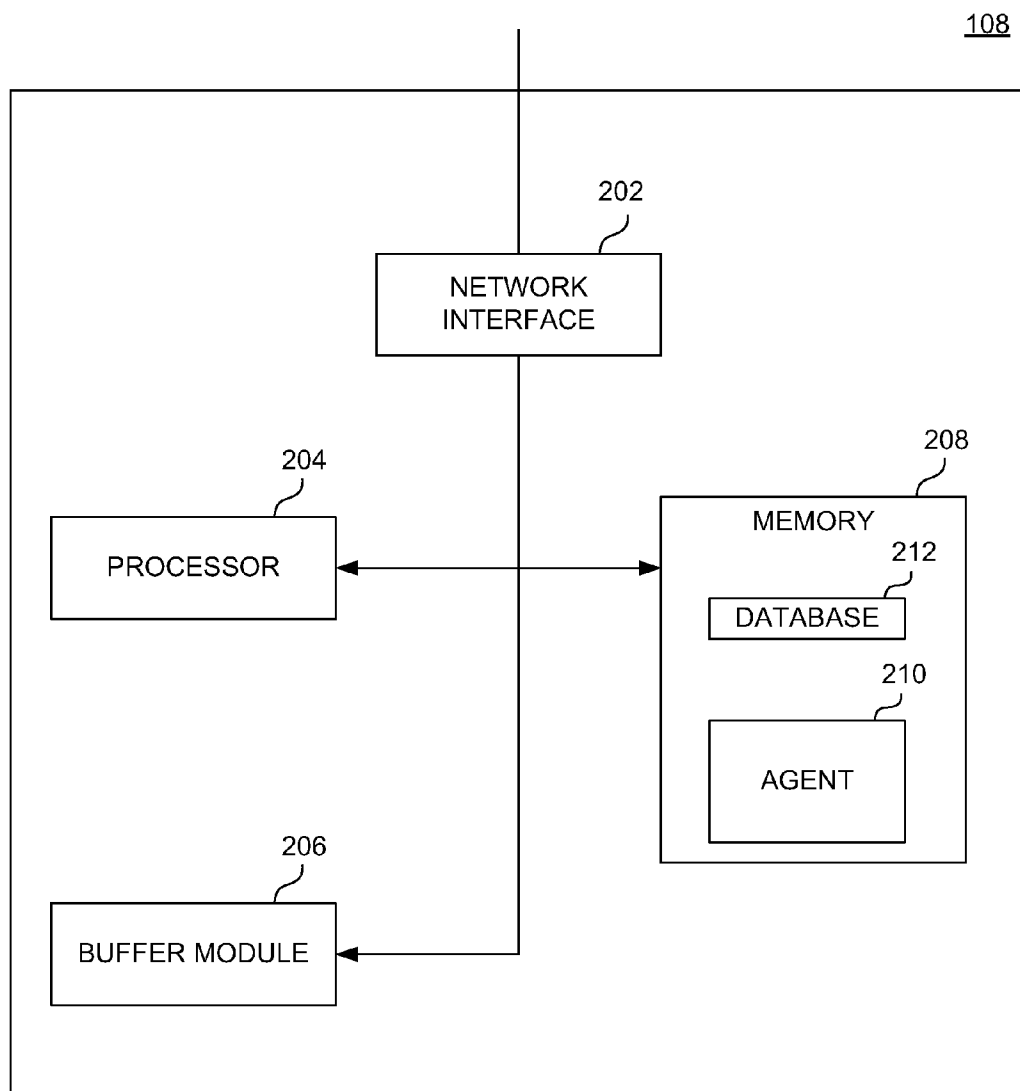 108
202
NETWORK
INTERFACE
204
PROCESSOR
208
MEMORY
212
DATABASE
210
AGENT
206
BUFFER MODULE